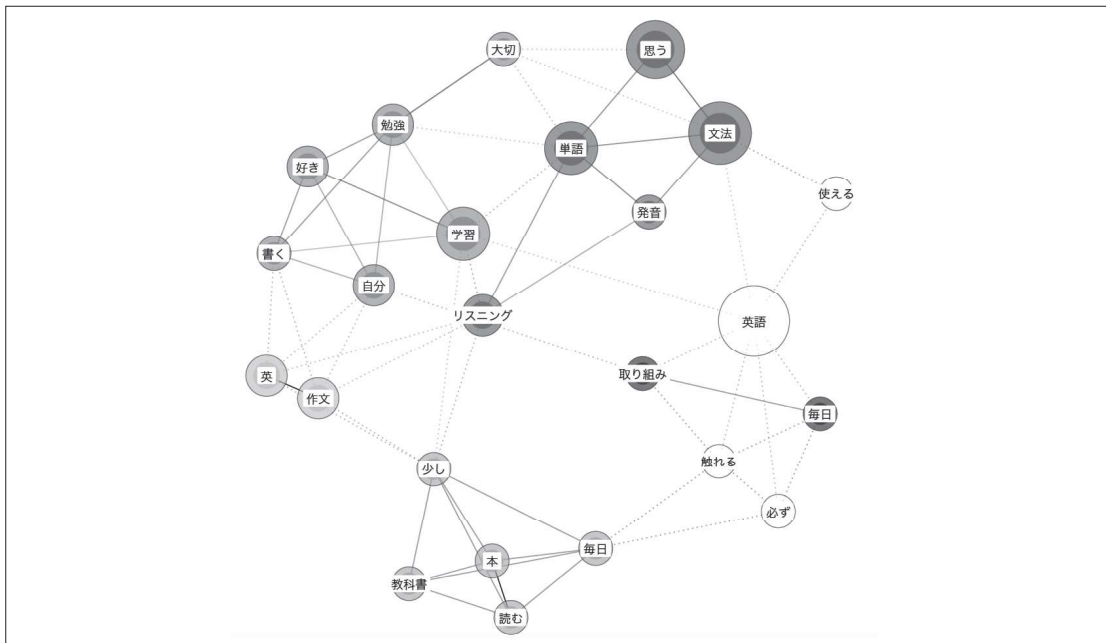 大切
思う
勉強
文法
単語
好き
使える
発音
学習
書く
自分
リスニング
英語
英
取り組み
作文
毎日
触れる
少し
必ず
毎日
本
教科書
読む